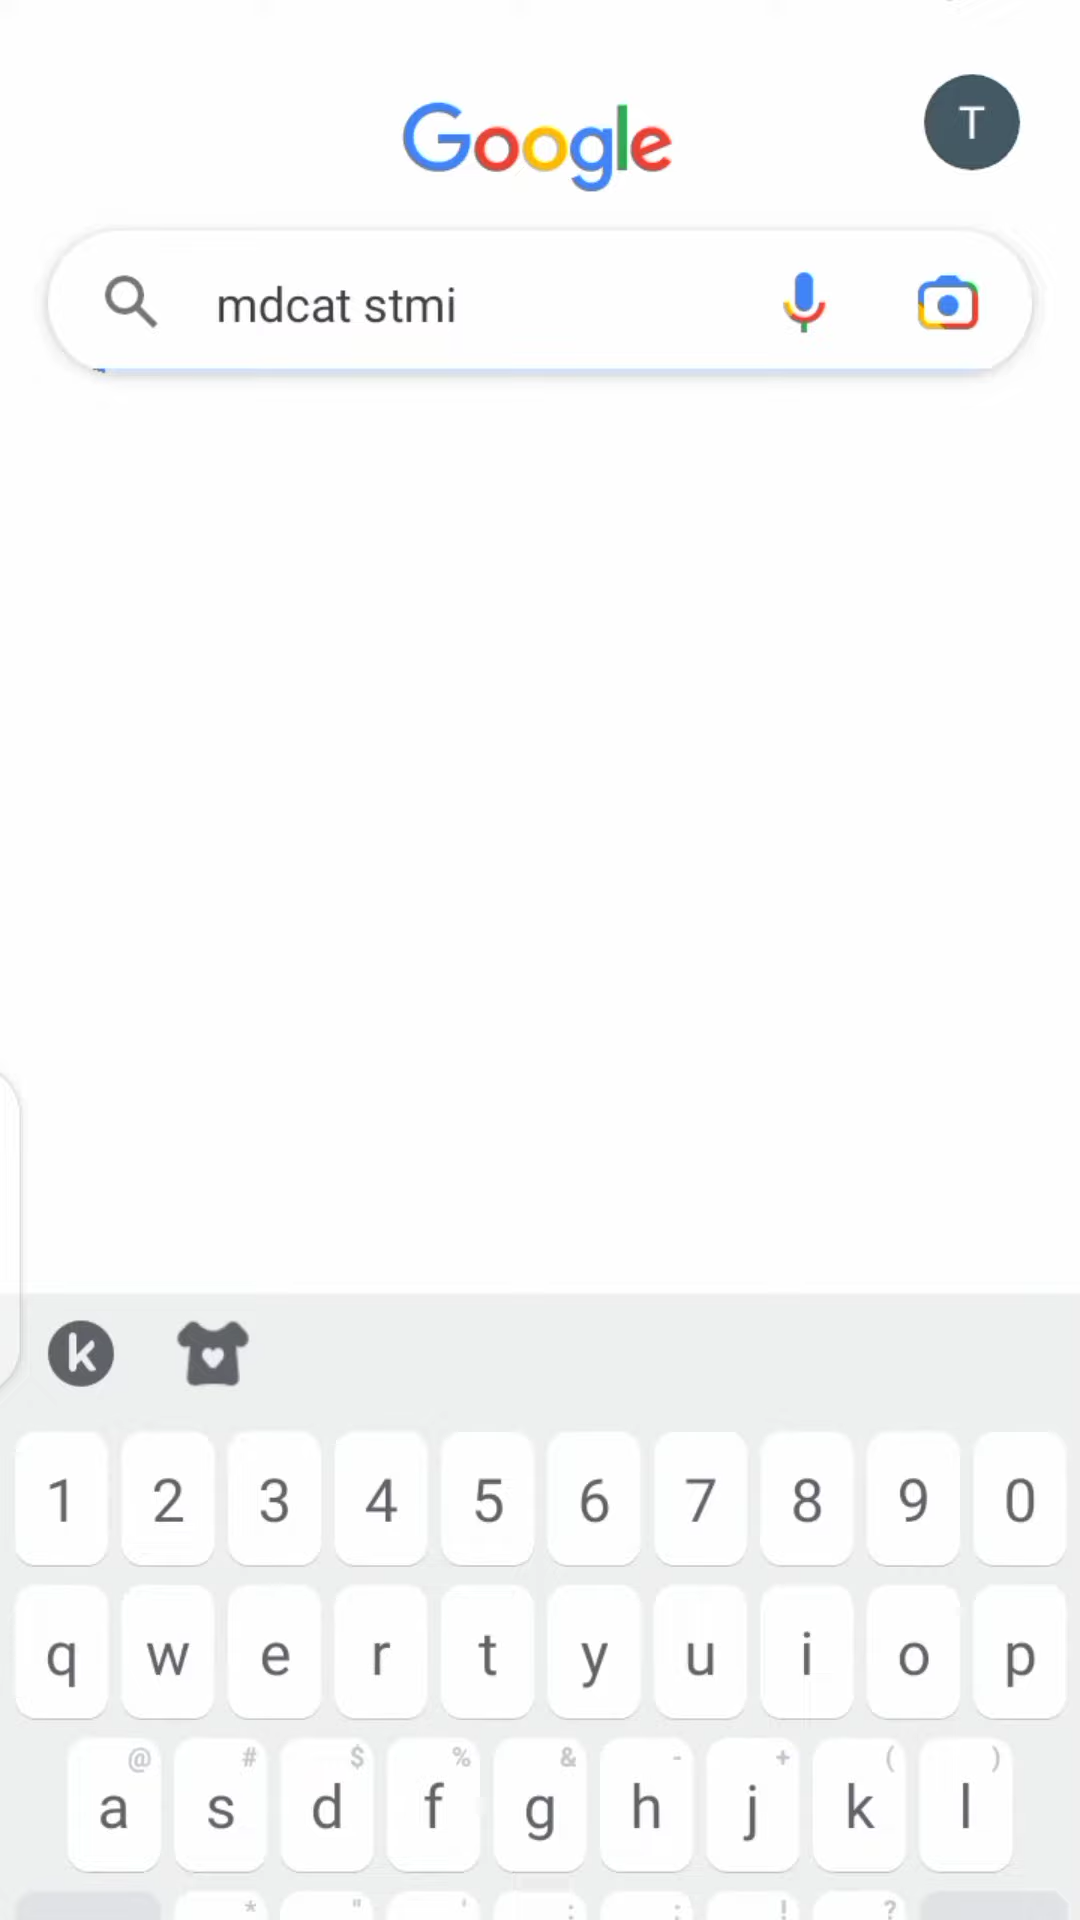 Google
T
mdcat stmi
k
1 2 3 4 5 6 7 8 9 0
q w e r t y u i o p
@ # $ % & - + ( )
a s d f g h j k l
* " ' : ; ! ?